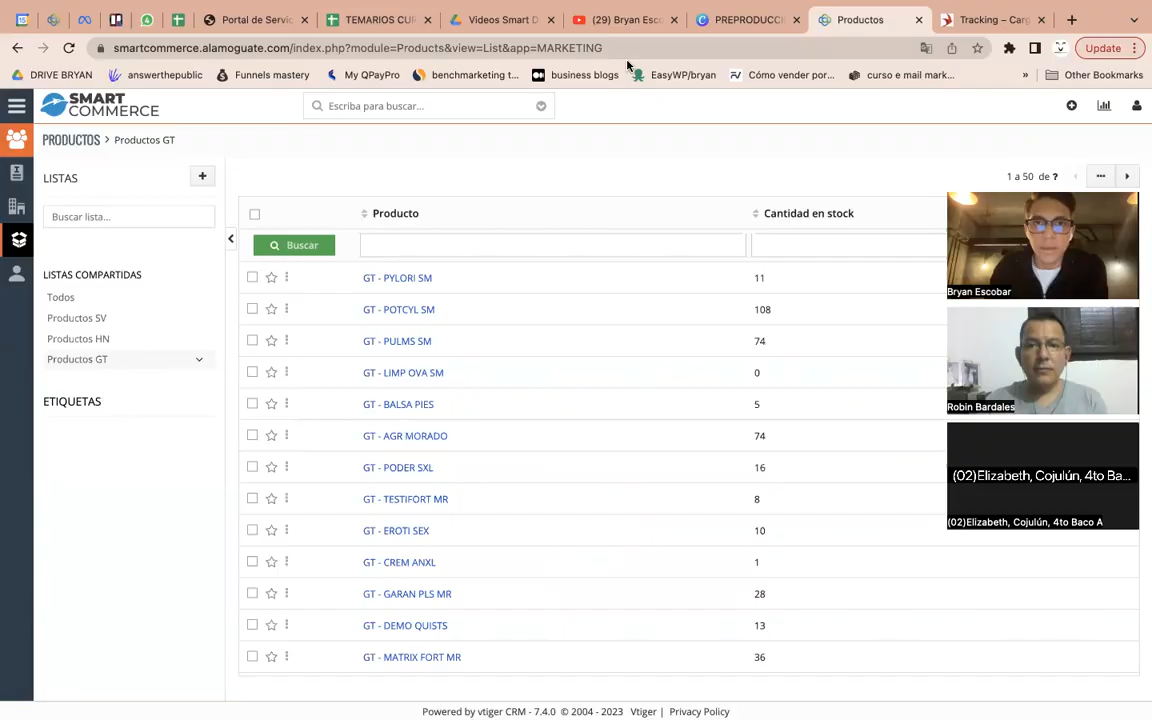 Portal de Servic
TEMARIOS CUR
Videos Smart D
(29) Bryan Esco
PREPRODUCC
Productos
Tracking – Carg
smartcommerce.alamoguate.com/index.php?module=Products&view=List&app=MARKETING
Update
DRIVE BRYAN
answerthepublic
Funnels mastery
My QPayPro
benchmarketing t...
business blogs
EasyWP/bryan
Cómo vender por...
curso e mail mark...
»
Other Bookmarks
SMART
COMMERCE
Escriba para buscar...
PRODUCTOS > Productos GT
LISTAS
+
Buscar lista...
LISTAS COMPARTIDAS
Todos
Productos SV
Productos HN
Productos GT
ETIQUETAS
1 a 50 de ?
Producto
Cantidad en stock
Buscar
GT - PYLORI SM 11
GT - POTCYL SM 108
GT - PULMS SM 74
GT - LIMP OVA SM 0
GT - BALSA PIES 5
GT - AGR MORADO 74
GT - PODER SXL 16
GT - TESTIFORT MR 8
GT - EROTI SEX 10
GT - CREM ANXL 1
GT - GARAN PLS MR 28
GT - DEMO QUISTS 13
GT - MATRIX FORT MR 36
Bryan Escobar
Robin Bardales
(02)Elizabeth, Cojulún, 4to Ba...
(02)Elizabeth, Cojulún, 4to Baco A
Powered by vtiger CRM - 7.4.0 © 2004 - 2023 Vtiger | Privacy Policy